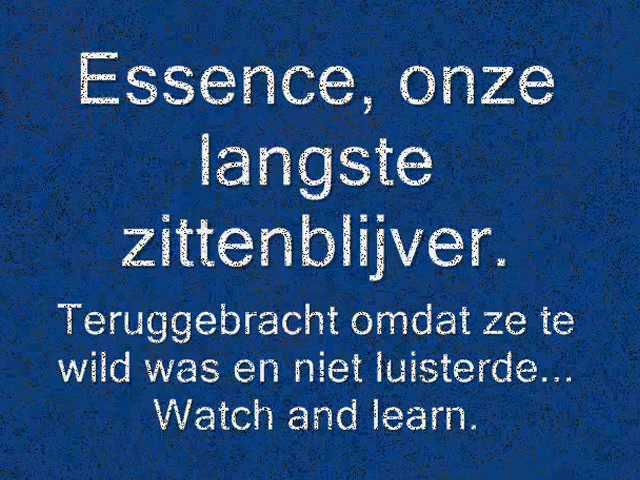 Essence, onze
langste
zittenblijver.
Teruggebracht omdat ze te
wild was en niet luisterde...
Watch and learn.